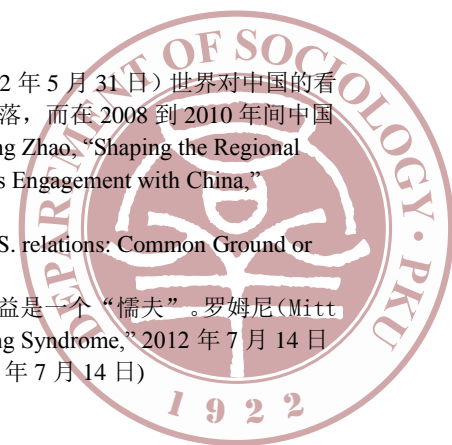 2 年 5 月 31 日) 世界对中国的看
落，而在 2008 到 2010 年间中国
ng Zhao, “Shaping the Regional
s Engagement with China,”
S. relations: Common Ground or
益是一个“懦夫”。罗姆尼(Mitt
ng Syndrome,” 2012 年 7 月 14 日
年 7 月 14 日)
DEPARTMENT OF SOCIOLOGY · PKU
1922